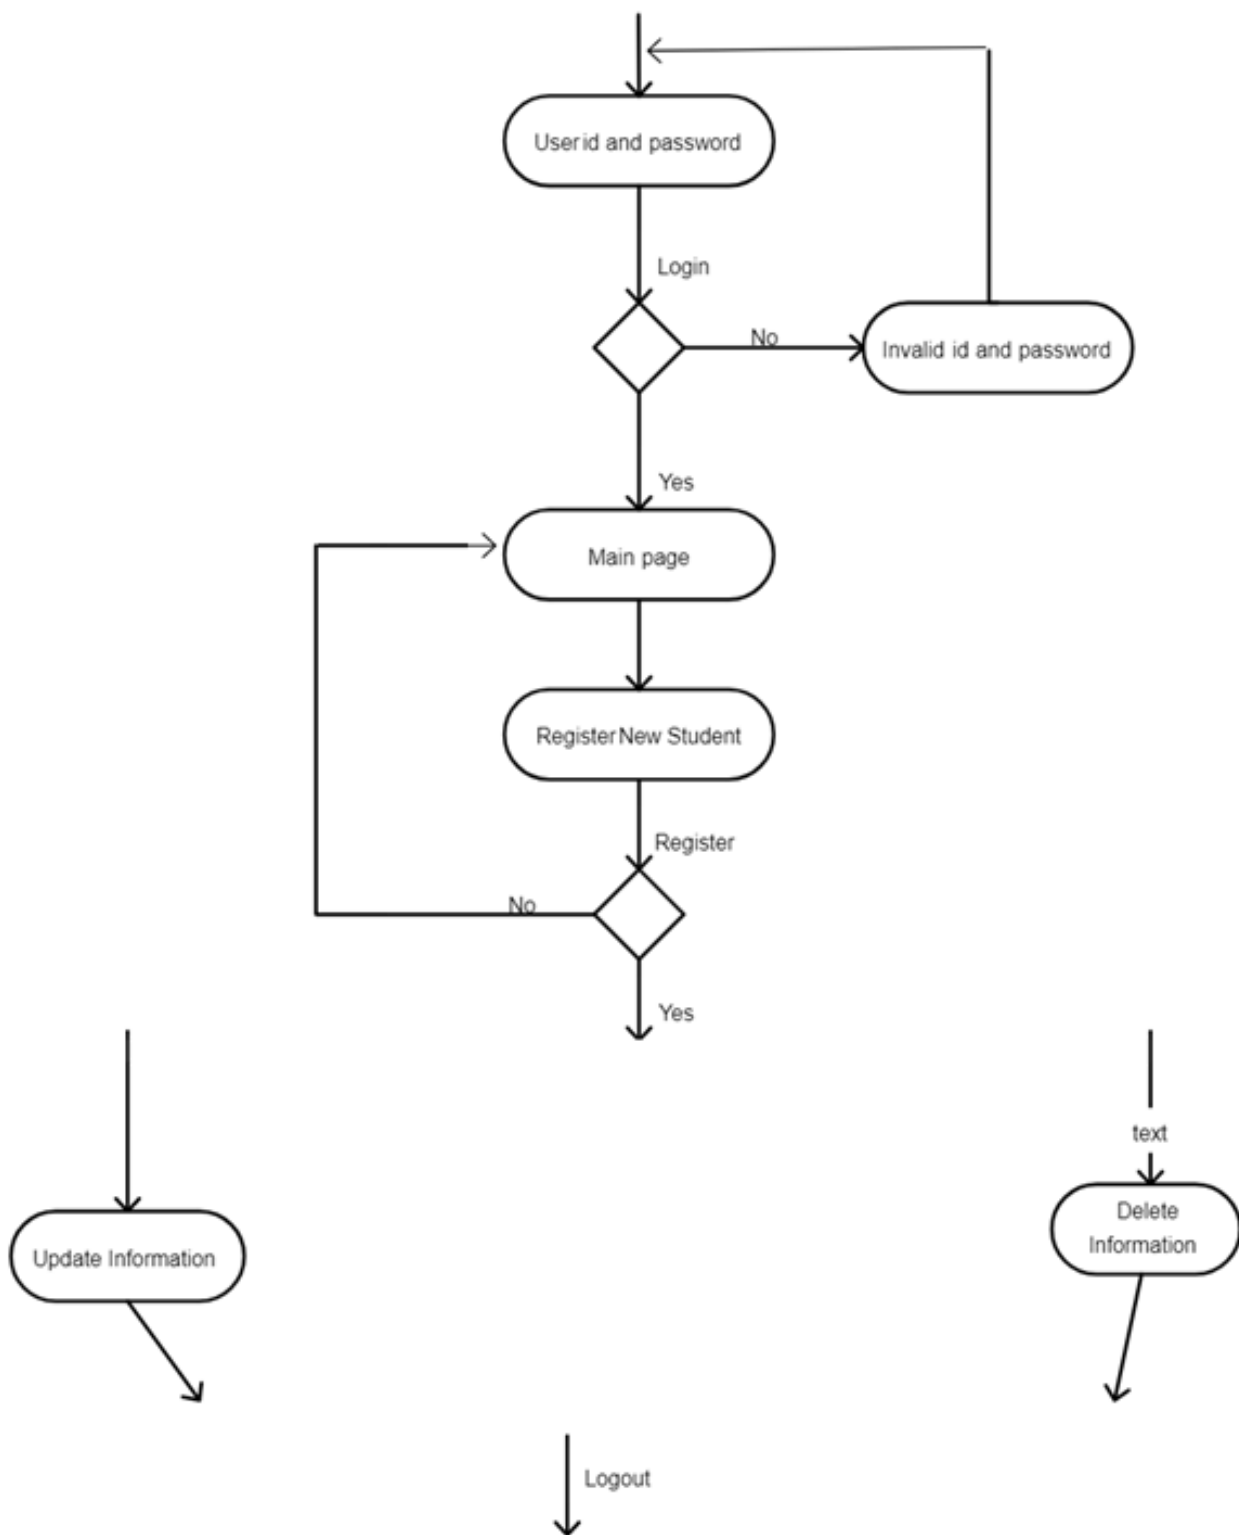 User id and password
Login
No
Invalid id and password
Yes
Main page
Register New Student
Register
No
Yes
text
Delete
Information
Update Information
Logout